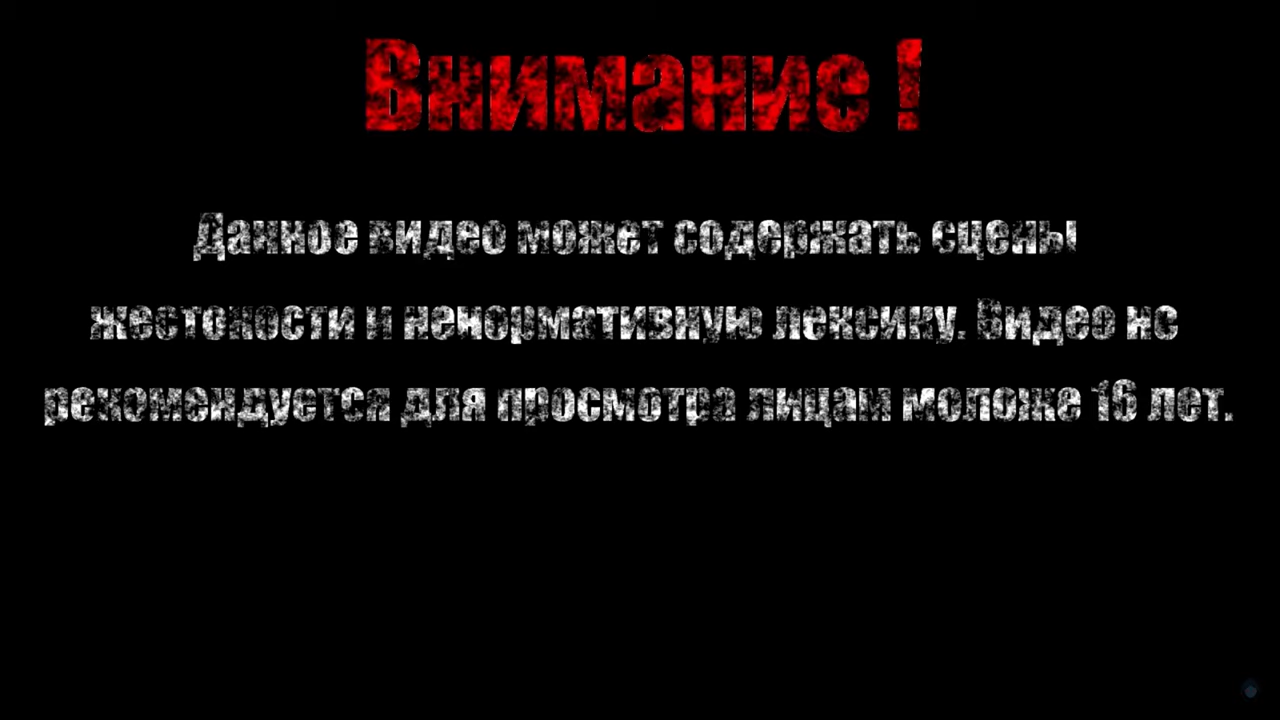 Внимание !
Данное видео может содержать сцены
жестокости и ненормативную лексику. Видео не
рекомендуется для просмотра лицам моложе 16 лет.